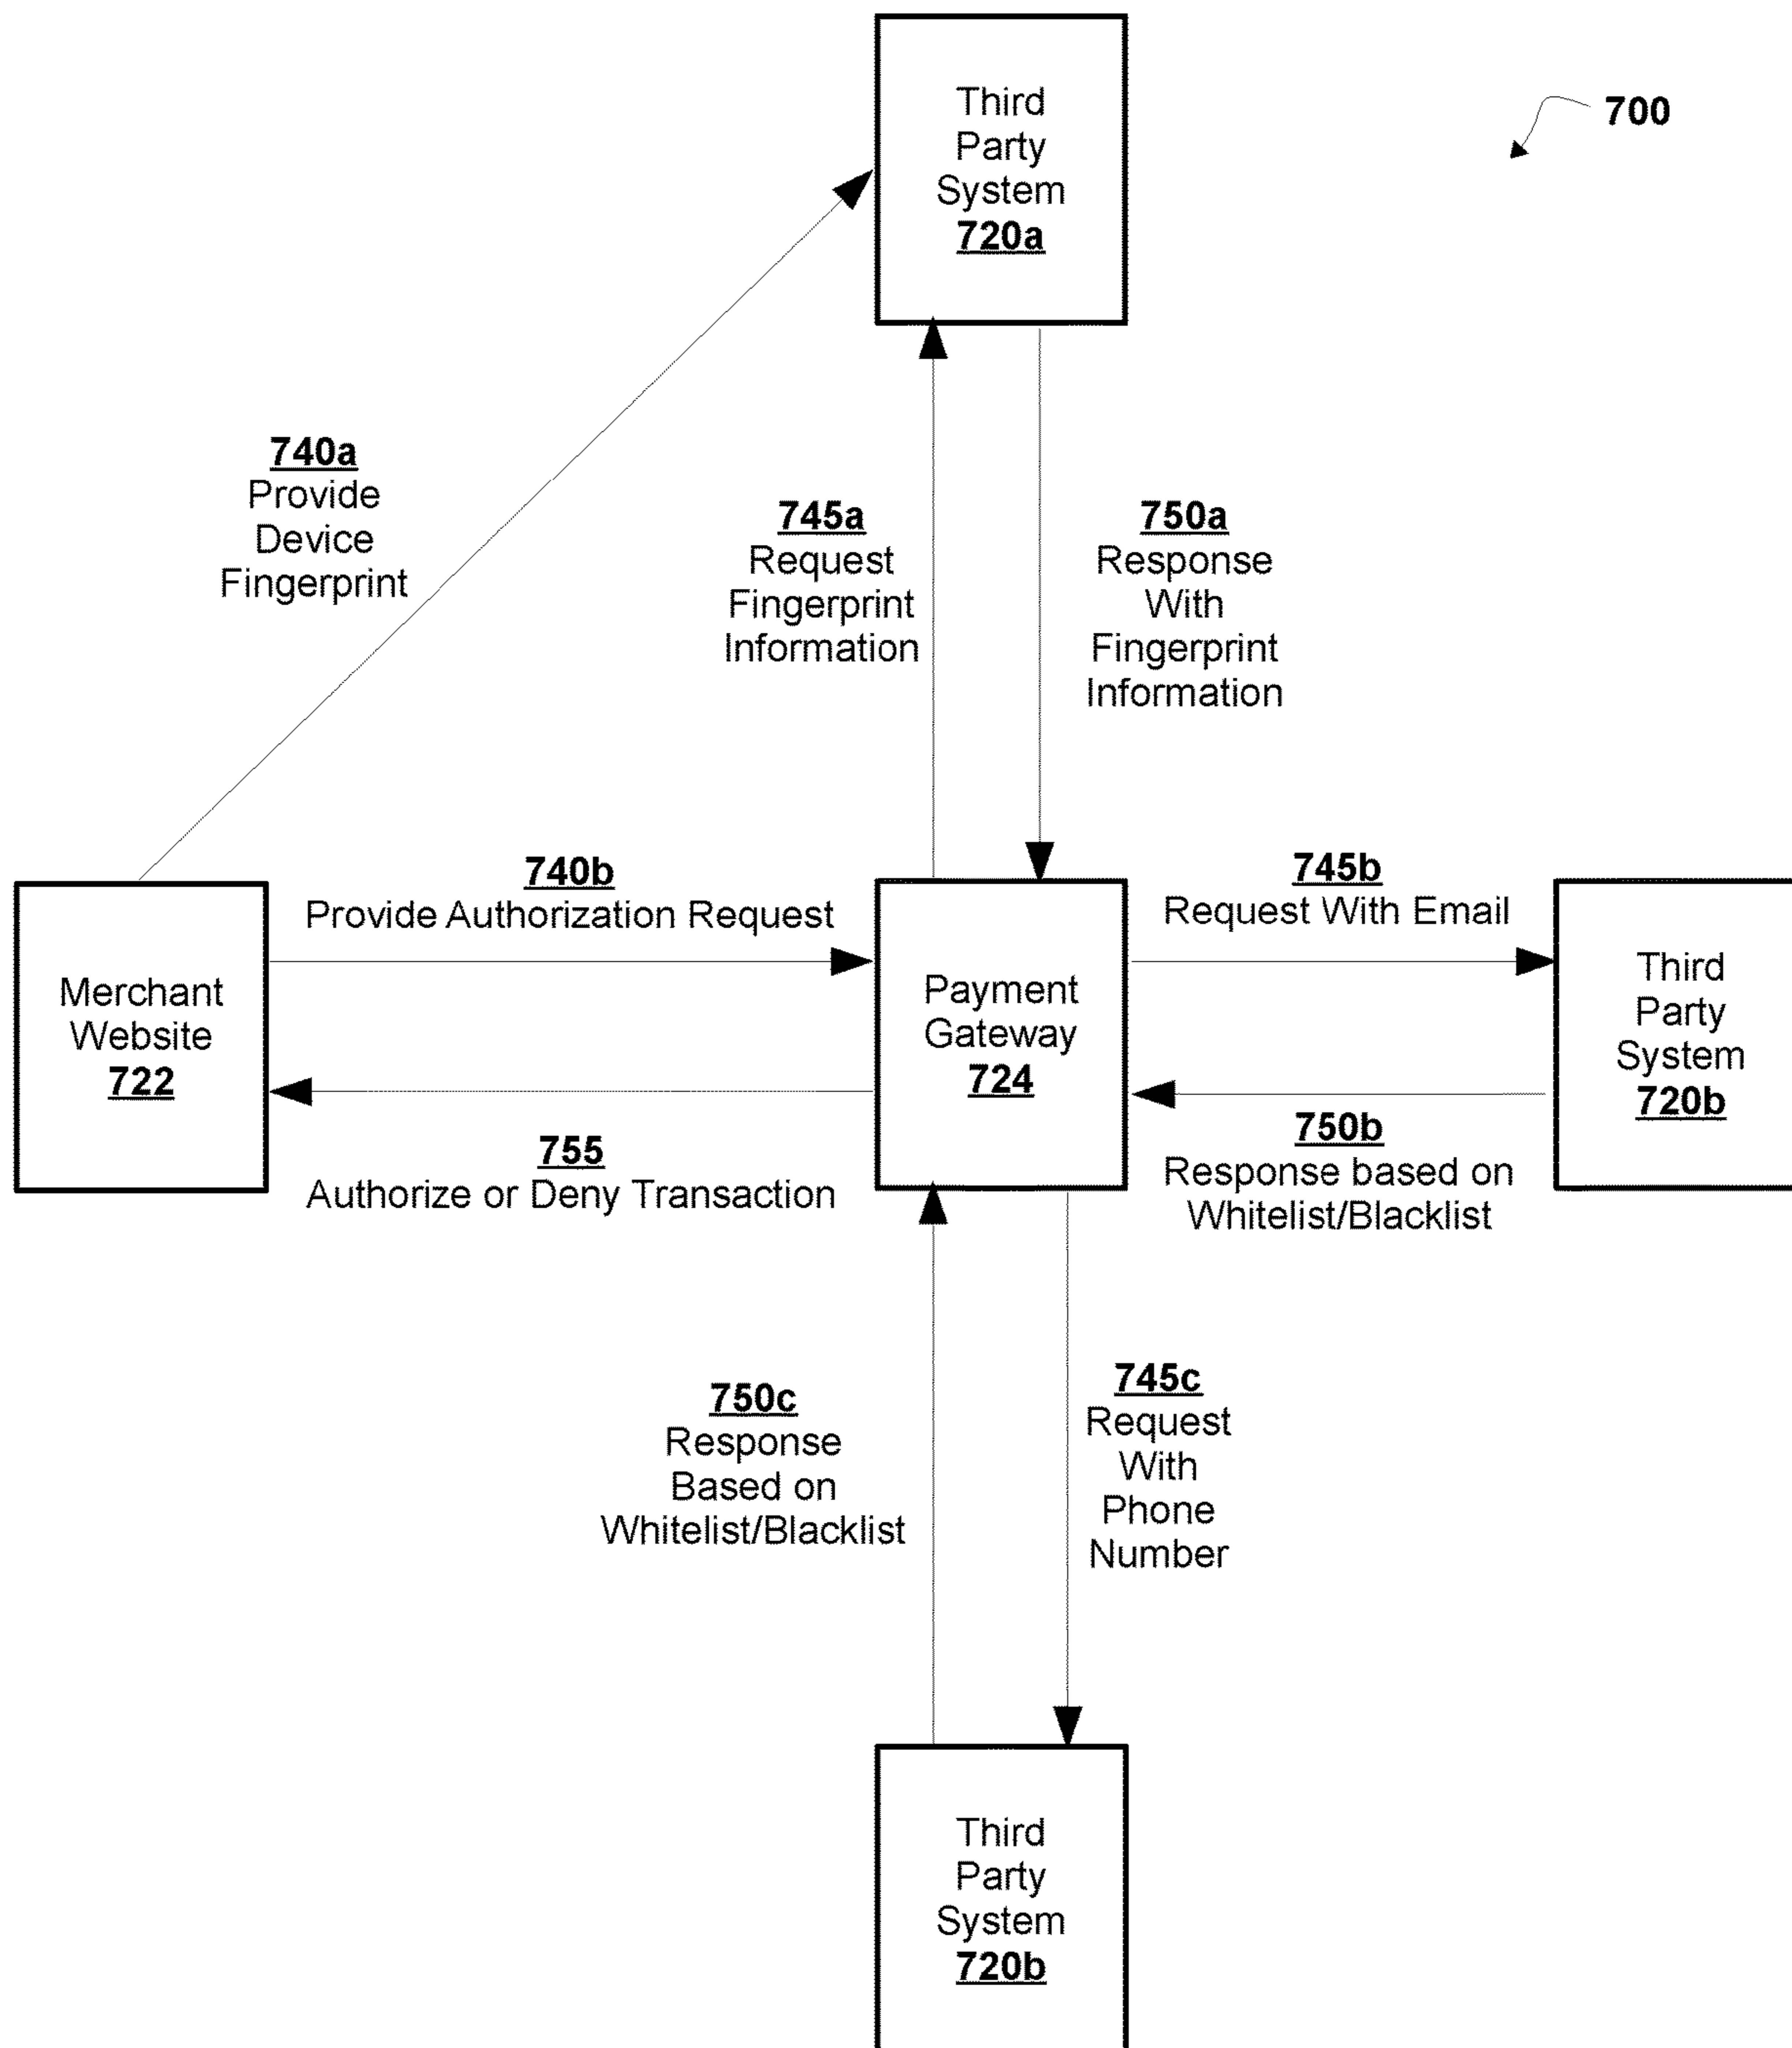 Third
Party
System
720a
700
740a
Provide
Device
Fingerprint
745a
Request
Fingerprint
Information
750a
Response
With
Fingerprint
Information
Merchant
Website
722
740b
Provide Authorization Request
755
Authorize or Deny Transaction
Payment
Gateway
724
745b
Request With Email
750b
Response based on
Whitelist/Blacklist
Third
Party
System
720b
750c
Response
Based on
Whitelist/Blacklist
745c
Request
With
Phone
Number
Third
Party
System
720b